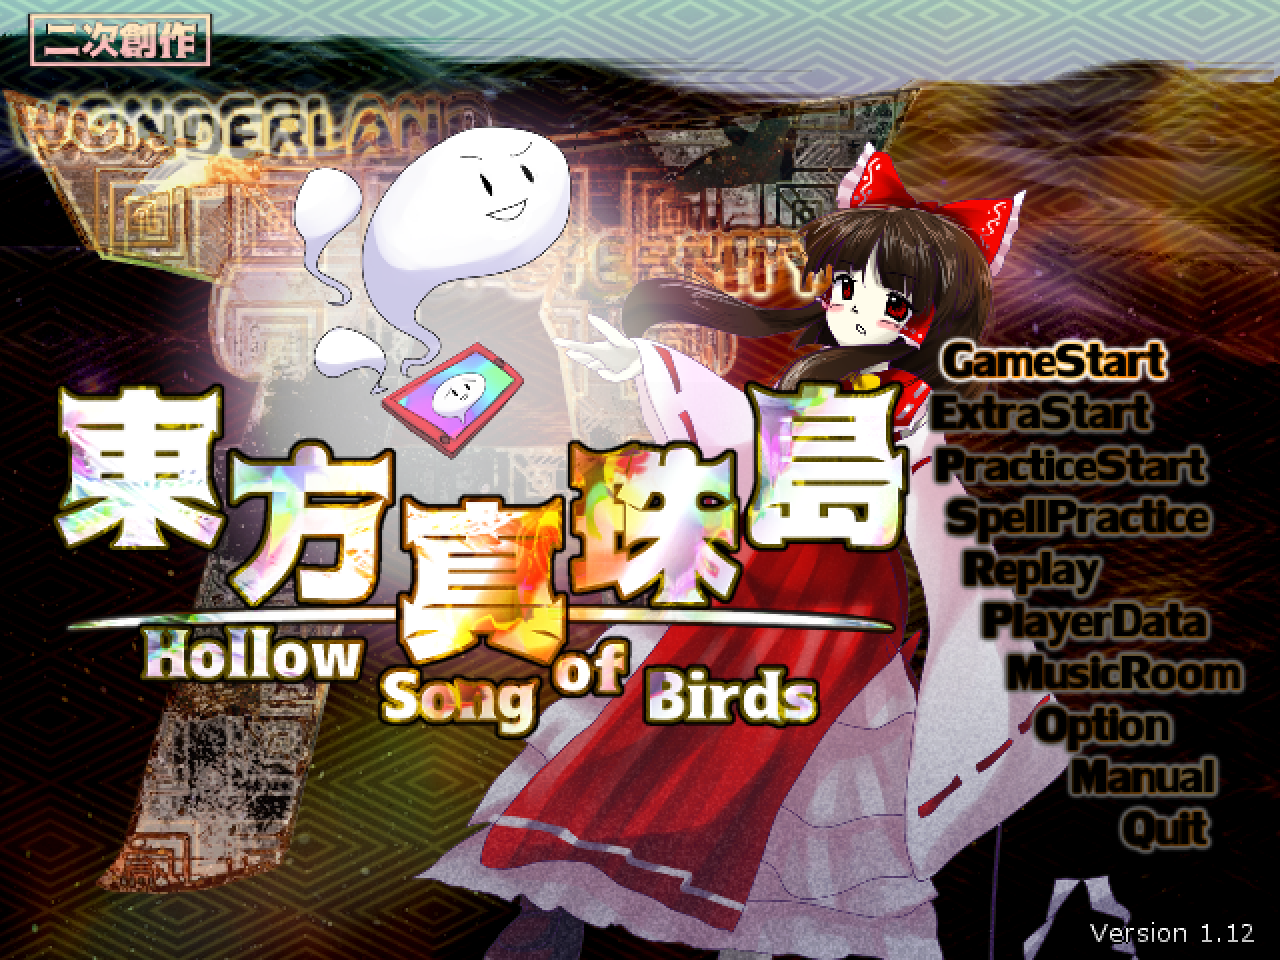 二次創作
WONDERLAND
東方真珠島
Hollow Song of Birds
GameStart
ExtraStart
PracticeStart
SpellPractice
Replay
PlayerData
MusicRoom
Option
Manual
Quit
Version 1.12